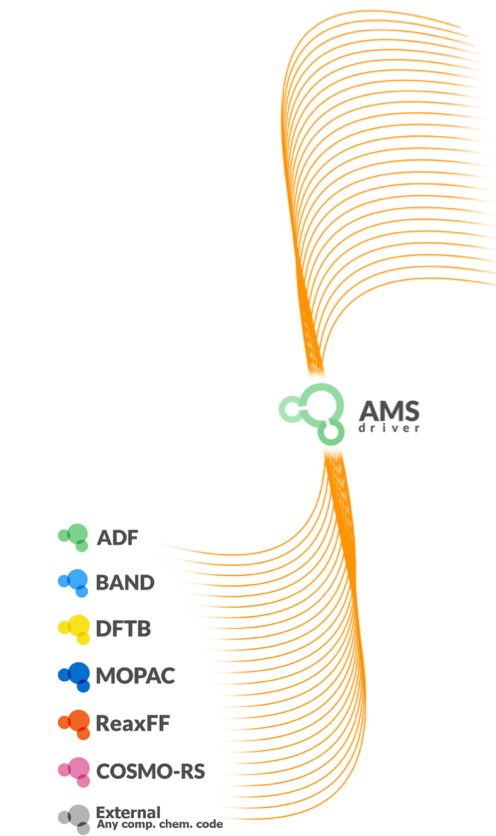 AMS
driver
ADF
BAND
DFTB
MOPAC
ReaxFF
COSMO-RS
External
Any comp. chem. code